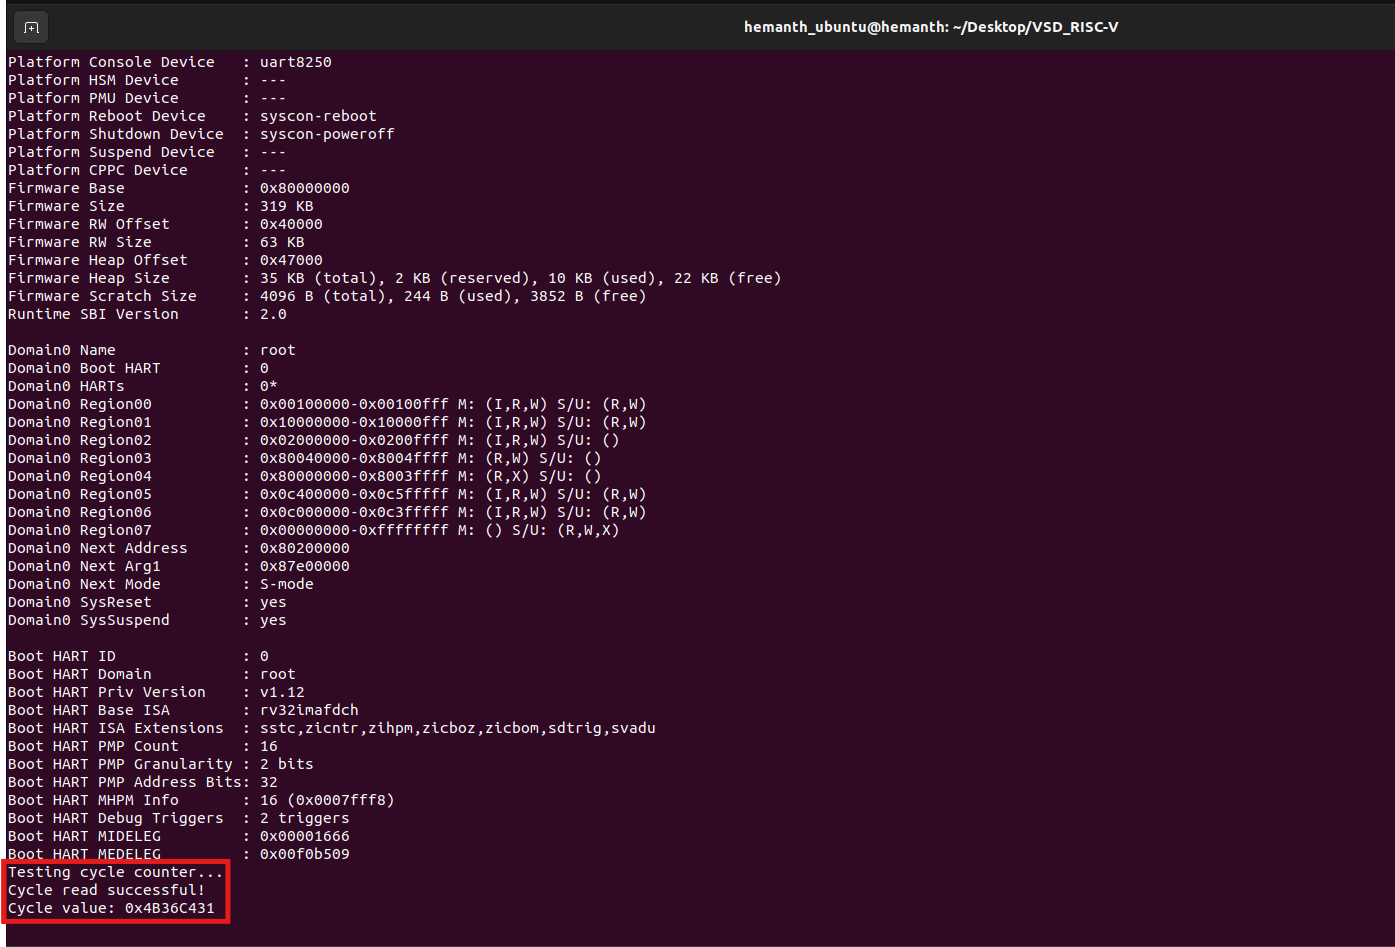 hemanth_ubuntu@hemanth: ~/Desktop/VSD_RISC-V
Platform Console Device   : uart8250
Platform HSM Device       : ---
Platform PMU Device       : ---
Platform Reboot Device    : syscon-reboot
Platform Shutdown Device  : syscon-poweroff
Platform Suspend Device   : ---
Platform CPPC Device      : ---
Firmware Base             : 0x80000000
Firmware Size             : 319 KB
Firmware RW Offset        : 0x40000
Firmware RW Size          : 63 KB
Firmware Heap Offset      : 0x47000
Firmware Heap Size        : 35 KB (total), 2 KB (reserved), 10 KB (used), 22 KB (free)
Firmware Scratch Size     : 4096 B (total), 244 B (used), 3852 B (free)
Runtime SBI Version       : 2.0
Domain0 Name              : root
Domain0 Boot HART         : 0
Domain0 HARTs             : 0*
Domain0 Region00          : 0x00100000-0x00100fff M: (I,R,W) S/U: (R,W)
Domain0 Region01          : 0x10000000-0x10000fff M: (I,R,W) S/U: (R,W)
Domain0 Region02          : 0x02000000-0x0200ffff M: (I,R,W) S/U: ()
Domain0 Region03          : 0x80040000-0x8004ffff M: (R,W) S/U: ()
Domain0 Region04          : 0x80000000-0x8003ffff M: (R,X) S/U: ()
Domain0 Region05          : 0x0c400000-0x0c5fffff M: (I,R,W) S/U: (R,W)
Domain0 Region06          : 0x0c000000-0x0c3fffff M: (I,R,W) S/U: (R,W)
Domain0 Region07          : 0x00000000-0xffffffff M: () S/U: (R,W,X)
Domain0 Next Address      : 0x80200000
Domain0 Next Arg1         : 0x87e00000
Domain0 Next Mode         : S-mode
Domain0 SysReset          : yes
Domain0 SysSuspend        : yes
Boot HART ID              : 0
Boot HART Domain          : root
Boot HART Priv Version    : v1.12
Boot HART Base ISA        : rv32imafdch
Boot HART ISA Extensions  : sstc,zicntr,zihpm,zicboz,zicbom,sdtrig,svadu
Boot HART PMP Count       : 16
Boot HART PMP Granularity : 2 bits
Boot HART PMP Address Bits: 32
Boot HART MHPM Info       : 16 (0x0007fff8)
Boot HART Debug Triggers  : 2 triggers
Boot HART MIDELEG         : 0x00001666
Boot HART MEDELEG         : 0x00f0b509
Testing cycle counter...
Cycle read successful!
Cycle value: 0x4B36C431